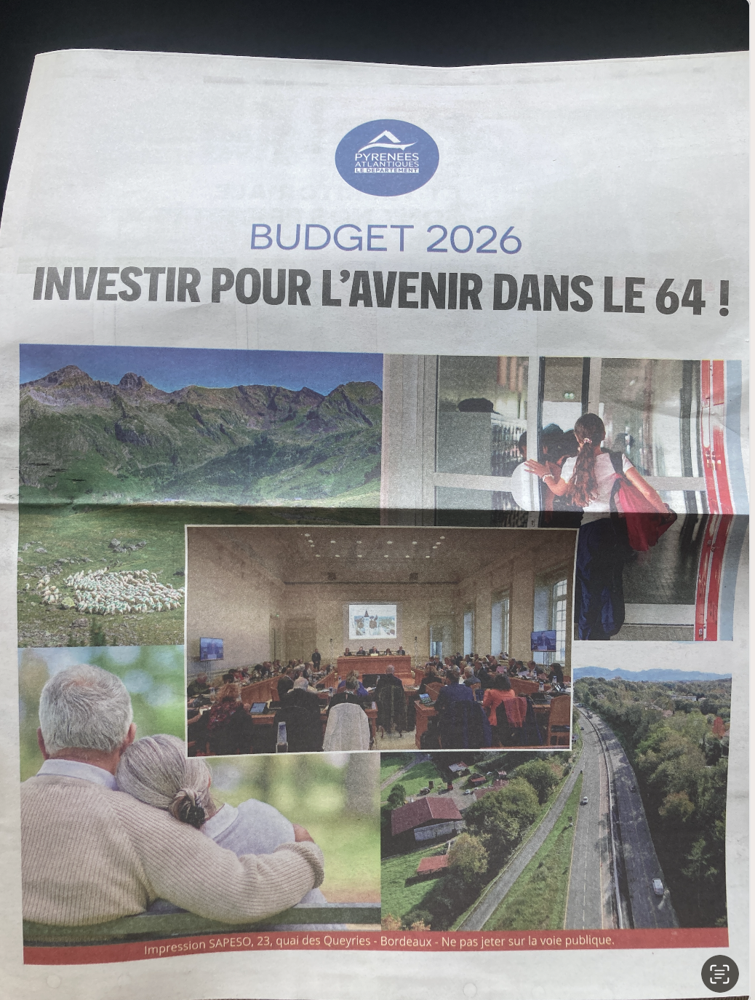 PYRENEES
ATLANTIQUES
LE DEPARTEMENT
BUDGET 2026
INVESTIR POUR L'AVENIR DANS LE 64 !
Impression SAPESO, 23, quai des Queyries - Bordeaux - Ne pas jeter sur la voie publique.